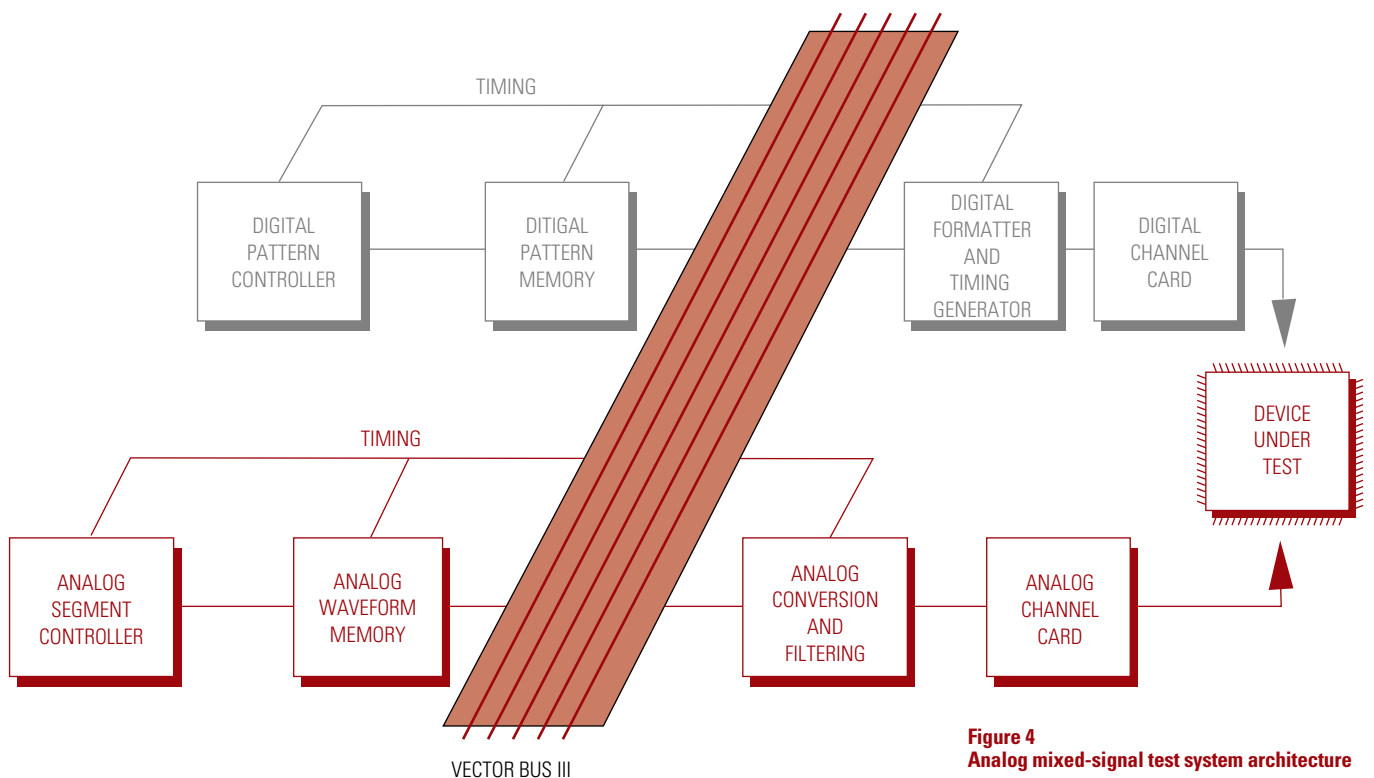 TIMING
DIGITAL
PATTERN
CONTROLLER
DITIGAL
PATTERN
MEMORY
DIGITAL
FORMATTER
AND
TIMING
GENERATOR
DIGITAL
CHANNEL
CARD
DEVICE
UNDER
TEST
TIMING
ANALOG
SEGMENT
CONTROLLER
ANALOG
WAVEFORM
MEMORY
ANALOG
CONVERSION
AND
FILTERING
ANALOG
CHANNEL
CARD
VECTOR BUS III
Figure 4
Analog mixed-signal test system architecture